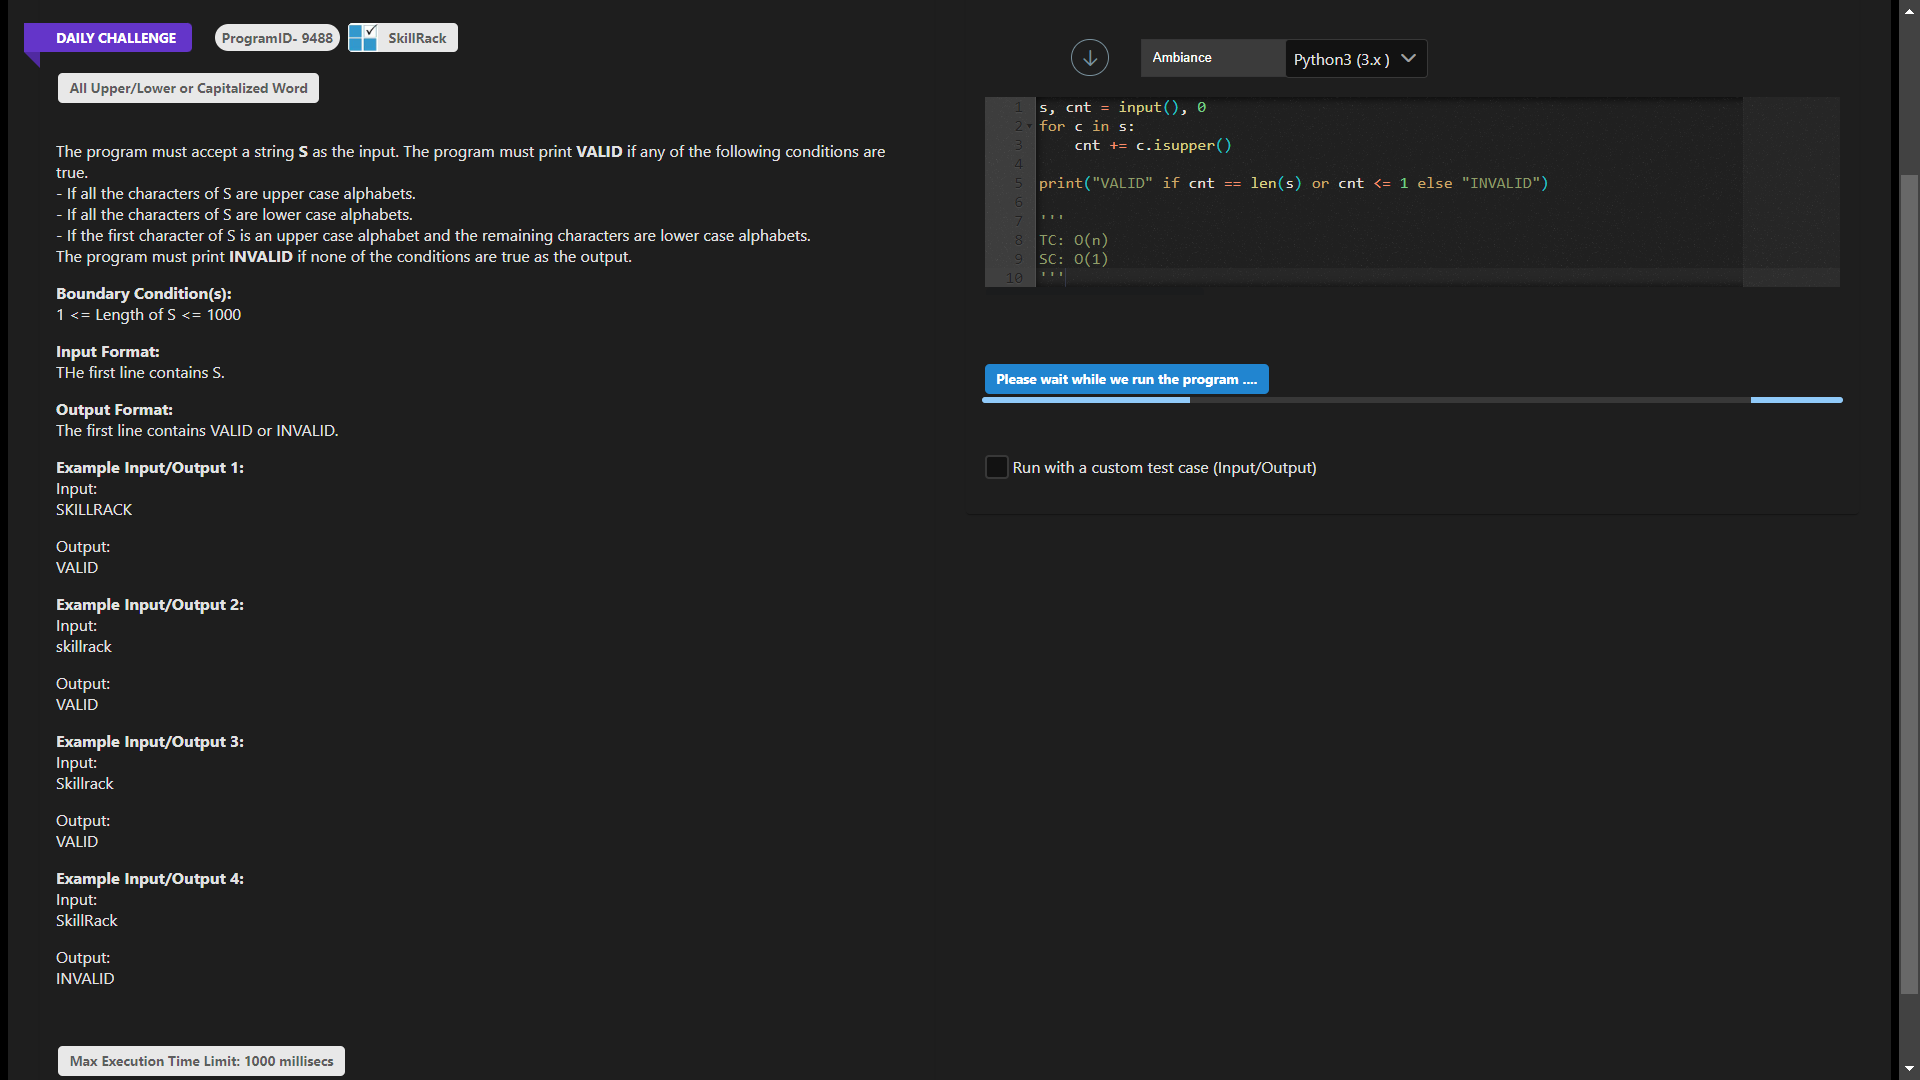 DAILY CHALLENGE
ProgramID- 9488
SkillRack
All Upper/Lower or Capitalized Word
The program must accept a string S as the input. The program must print VALID if any of the following conditions are
true.
- If all the characters of S are upper case alphabets.
- If all the characters of S are lower case alphabets.
- If the first character of S is an upper case alphabet and the remaining characters are lower case alphabets.
The program must print INVALID if none of the conditions are true as the output.
Boundary Condition(s):
1 <= Length of S <= 1000
Input Format:
THe first line contains S.
Output Format:
The first line contains VALID or INVALID.
Example Input/Output 1:
Input:
SKILLRACK
Output:
VALID
Example Input/Output 2:
Input:
skillrack
Output:
VALID
Example Input/Output 3:
Input:
Skillrack
Output:
VALID
Example Input/Output 4:
Input:
SkillRack
Output:
INVALID
Max Execution Time Limit: 1000 millisecs
Ambiance
Python3 (3.x )
1 s, cnt = input(), 0
2 for c in s:
3 cnt += c.isupper()
4
5 print("VALID" if cnt == len(s) or cnt <= 1 else "INVALID")
6
7 '''
8 TC: O(n)
9 SC: O(1)
10 '''
Please wait while we run the program ....
Run with a custom test case (Input/Output)